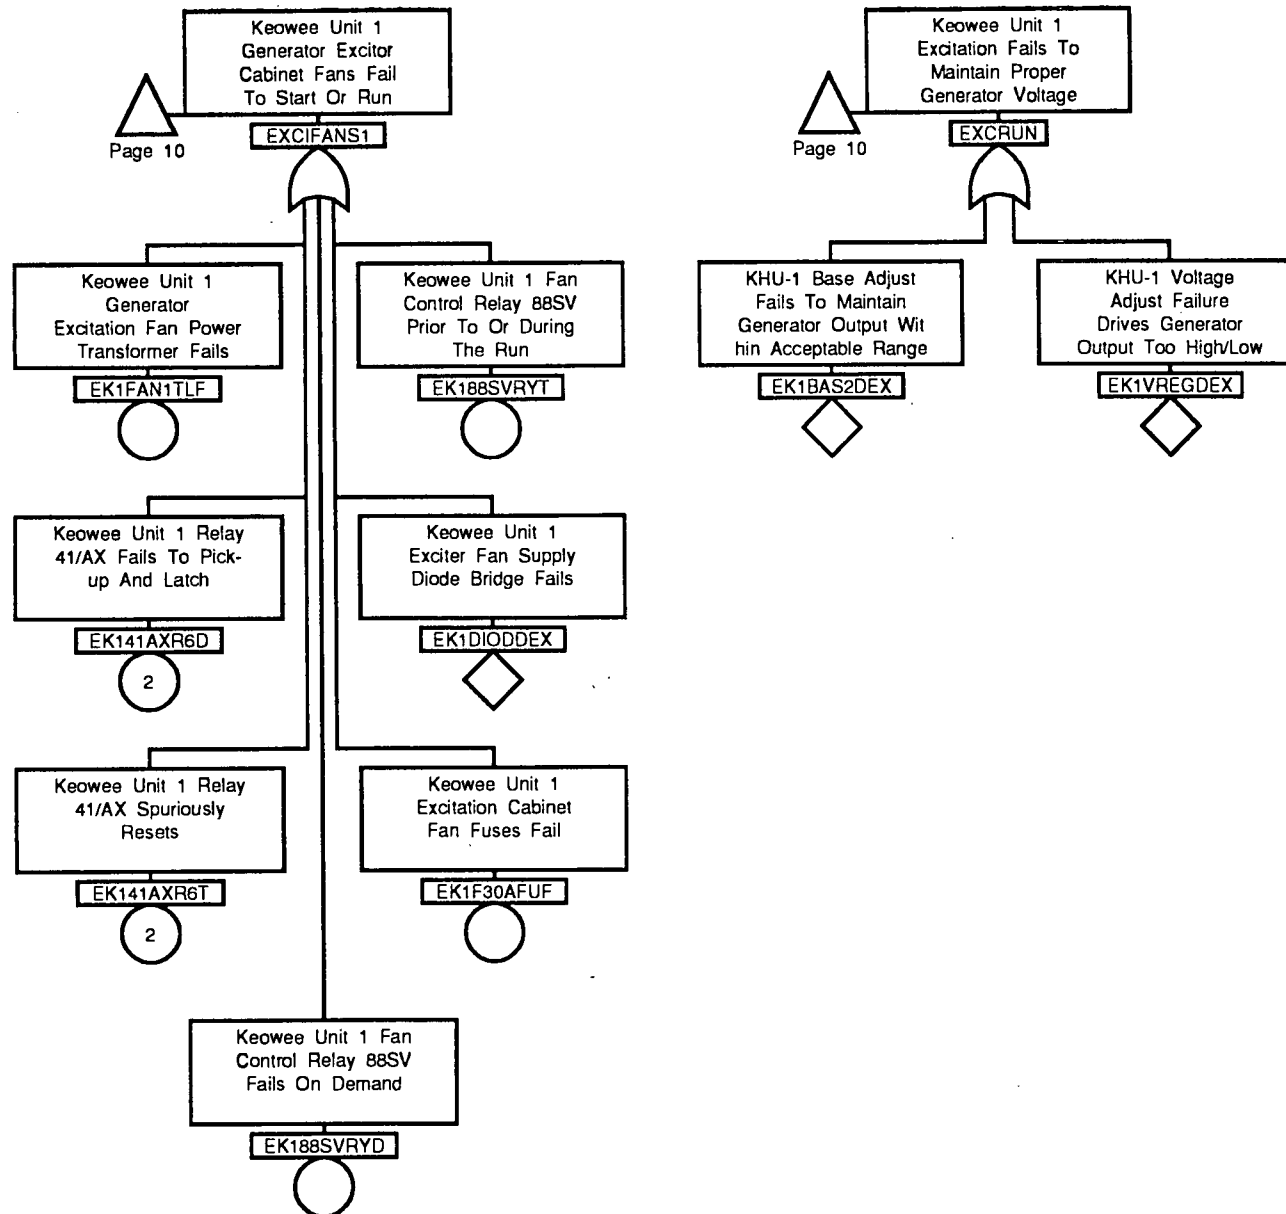 Keowee Unit 1
Generator Excitor
Cabinet Fans Fail
To Start Or Run
Page 10
EXCIFANS1
Keowee Unit 1
Generator
Excitation Fan Power
Transformer Fails
EK1FAN1TLF
Keowee Unit 1 Fan
Control Relay 88SV
Prior To Or During
The Run
EK188SVRYT
Keowee Unit 1 Relay
41/AX Fails To Pick-
up And Latch
EK141AXR6D
2
Keowee Unit 1
Exciter Fan Supply
Diode Bridge Fails
EK1DIODDEX
Keowee Unit 1 Relay
41/AX Spuriously
Resets
EK141AXR6T
2
Keowee Unit 1
Excitation Cabinet
Fan Fuses Fail
EK1F30AFUF
Keowee Unit 1 Fan
Control Relay 88SV
Fails On Demand
EK188SVRYD
Keowee Unit 1
Excitation Fails To
Maintain Proper
Generator Voltage
Page 10
EXCRUN
KHU-1 Base Adjust
Fails To Maintain
Generator Output Wit
hin Acceptable Range
EK1BAS2DEX
KHU-1 Voltage
Adjust Failure
Drives Generator
Output Too High/Low
EK1VREGDEX